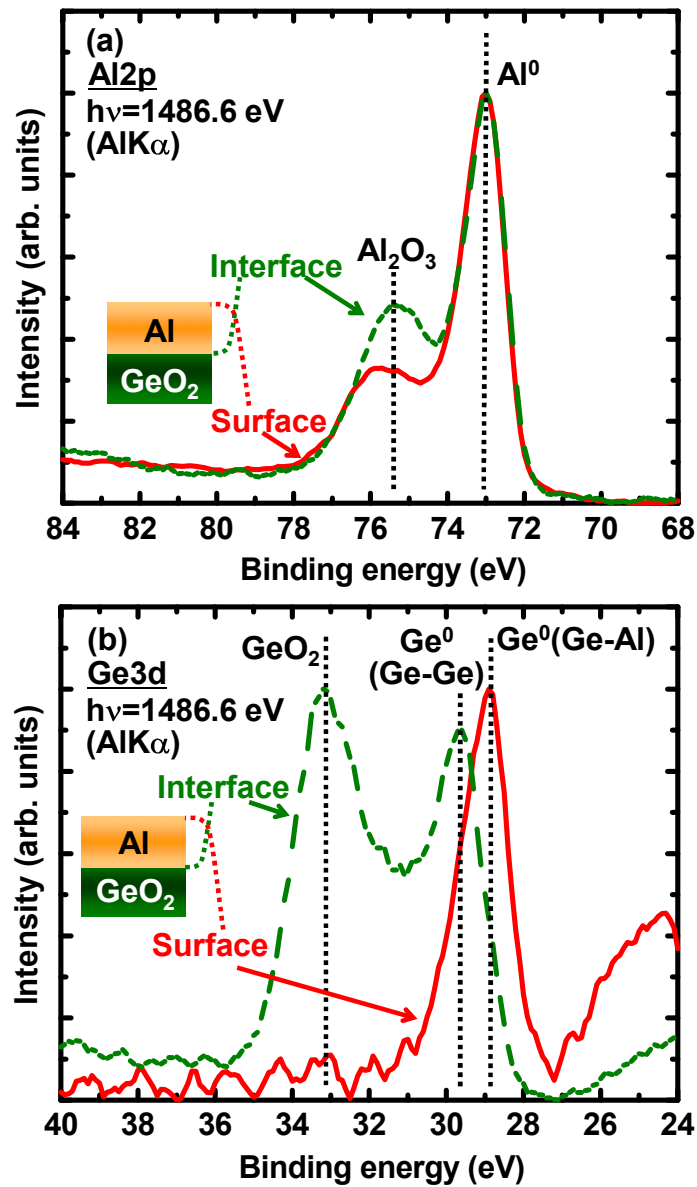 (a)
Al2p
hν=1486.6 eV
(AlKα)
Al⁰
Al₂O₃
Interface
Al
GeO₂
Surface
Intensity (arb. units)
84 82 80 78 76 74 72 70 68
Binding energy (eV)
(b)
Ge3d
hν=1486.6 eV
(AlKα)
GeO₂
Ge⁰
(Ge-Ge)
Ge⁰(Ge-Al)
Interface
Al
GeO₂
Surface
Intensity (arb. units)
40 38 36 34 32 30 28 26 24
Binding energy (eV)